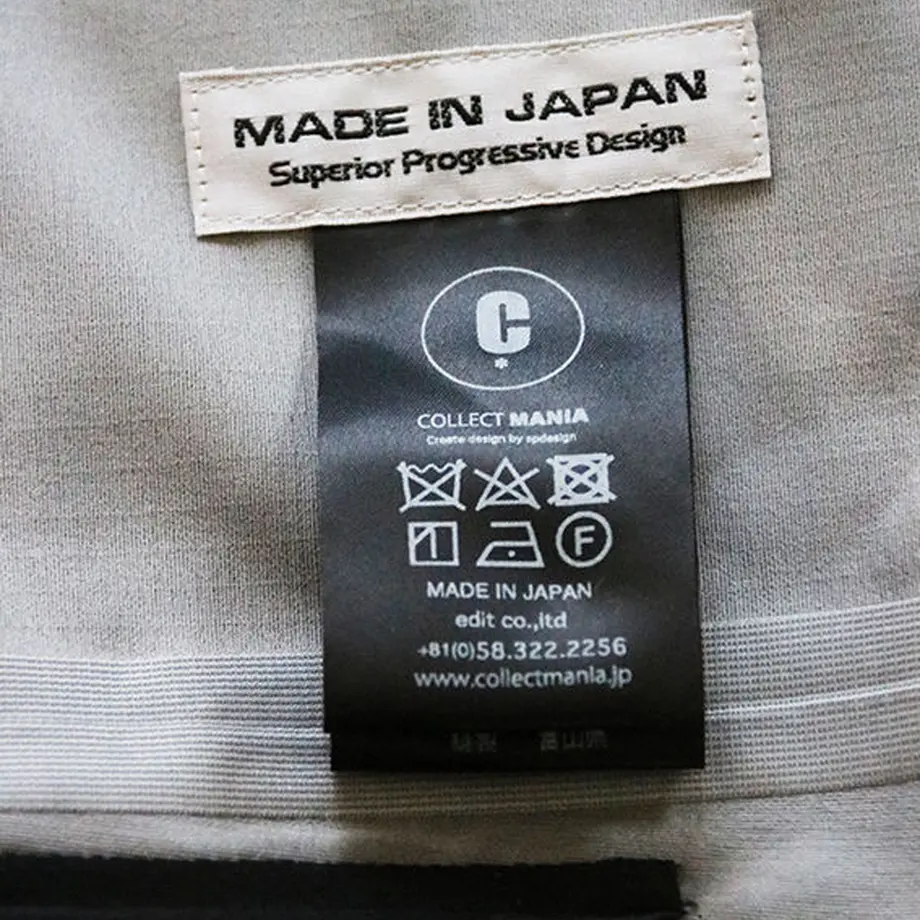 MADE IN JAPAN
Superior Progressive Design
C
*
COLLECT MANIA
Create design by spdesign
F
MADE IN JAPAN
edit co.,ltd
+81(0)58.322.2256
www.collectmania.jp